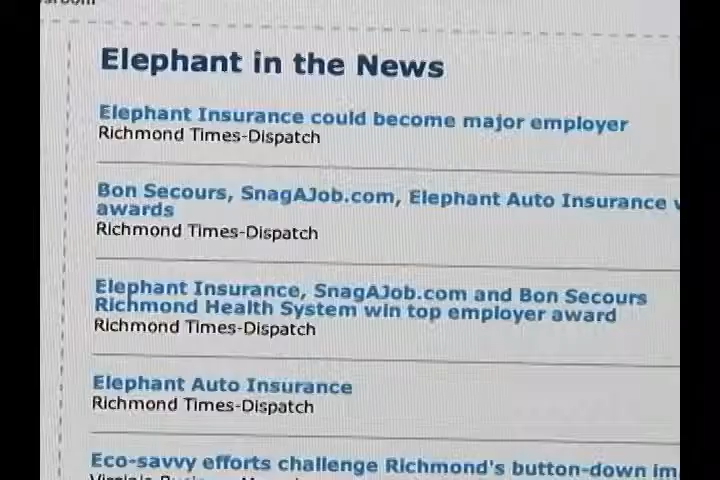 Elephant in the News
Elephant Insurance could become major employer
Richmond Times-Dispatch
Bon Secours, SnagAJob.com, Elephant Auto Insurance
awards
Richmond Times-Dispatch
Elephant Insurance, SnagAJob.com and Bon Secours
Richmond Health System win top employer award
Richmond Times-Dispatch
Elephant Auto Insurance
Richmond Times-Dispatch
Eco-savvy efforts challenge Richmond's button-down im